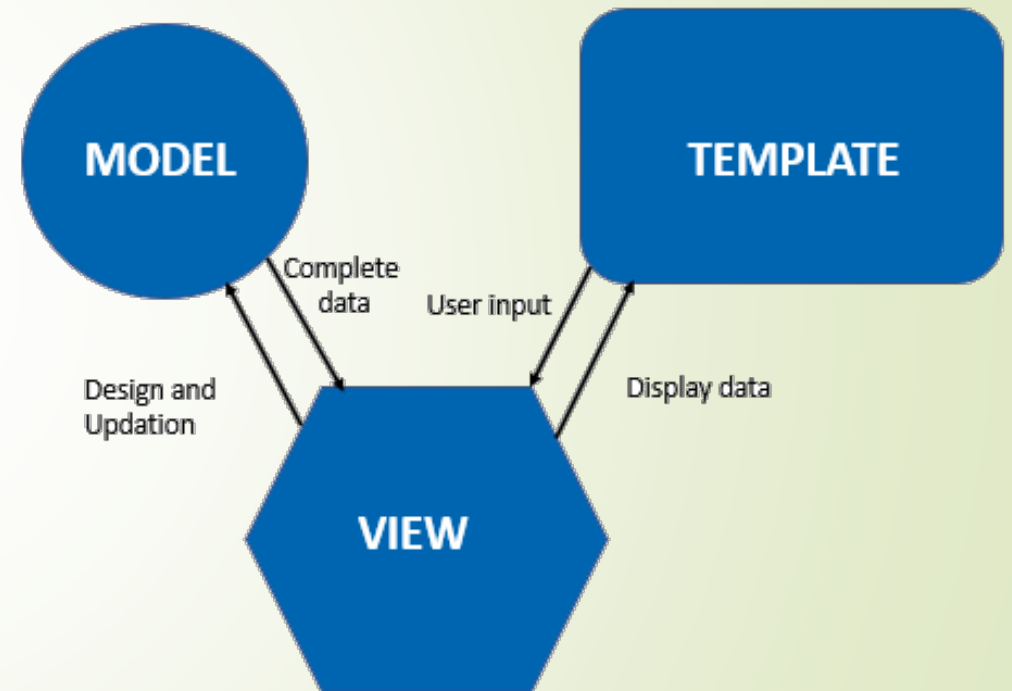 MODEL
TEMPLATE
Complete
data
User input
Design and
Updation
Display data
VIEW